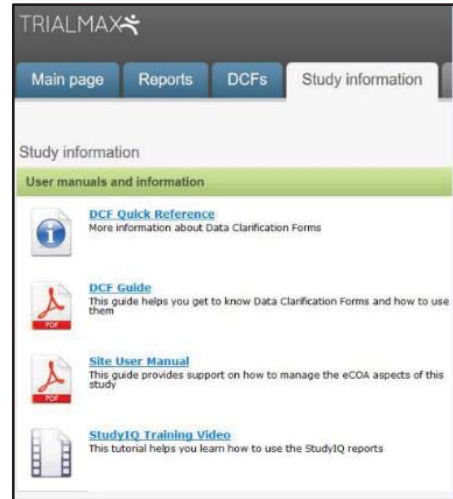 TRIALMAX
Main page Reports DCFs Study information
Study information
User manuals and information
DCF Quick Reference
More information about Data Clarification Forms
DCF Guide
This guide helps you get to know Data Clarification Forms and how to use
them
PDF
Site User Manual
This guide provides support on how to manage the eCOA aspects of this
study
PDF
StudyIQ Training Video
This tutorial helps you learn how to use the StudyIQ reports